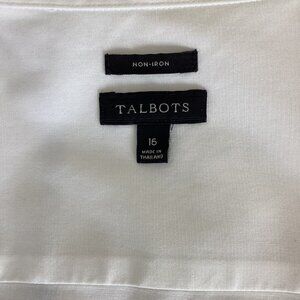 NON-IRON
TALBOTS
16
MADE IN
THAILAND